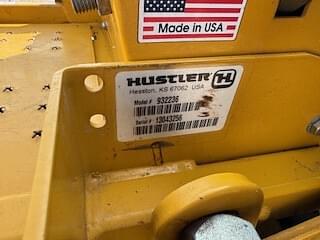 Made in USA
HUSTLER H
Hesston, KS 67062 USA
Model # 932236
Serial # 13043256